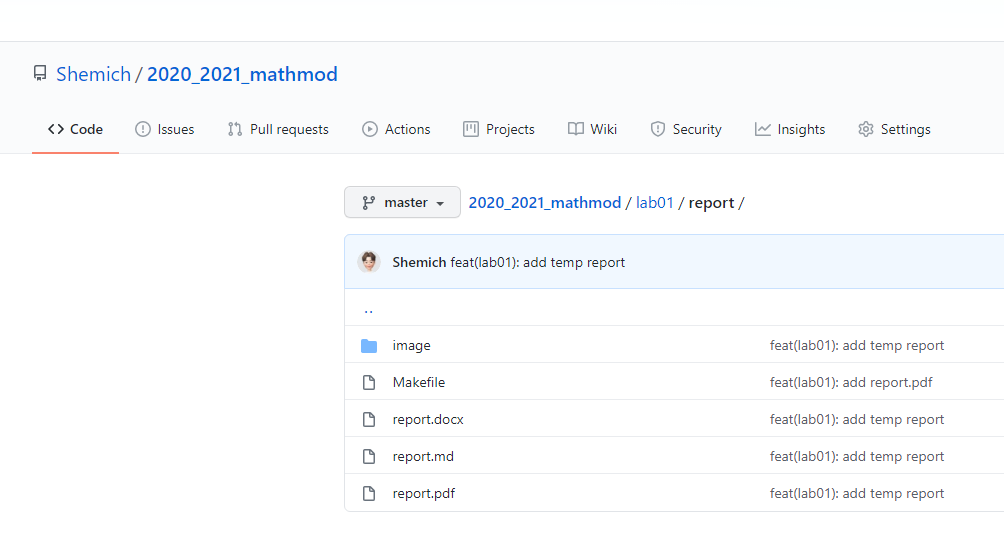 Shemich / 2020_2021_mathmod
Code Issues Pull requests Actions Projects Wiki Security Insights Settings
master 2020_2021_mathmod / lab01 / report /
Shemich feat(lab01): add temp report
..
image feat(lab01): add temp report
Makefile feat(lab01): add report.pdf
report.docx feat(lab01): add temp report
report.md feat(lab01): add temp report
report.pdf feat(lab01): add temp report